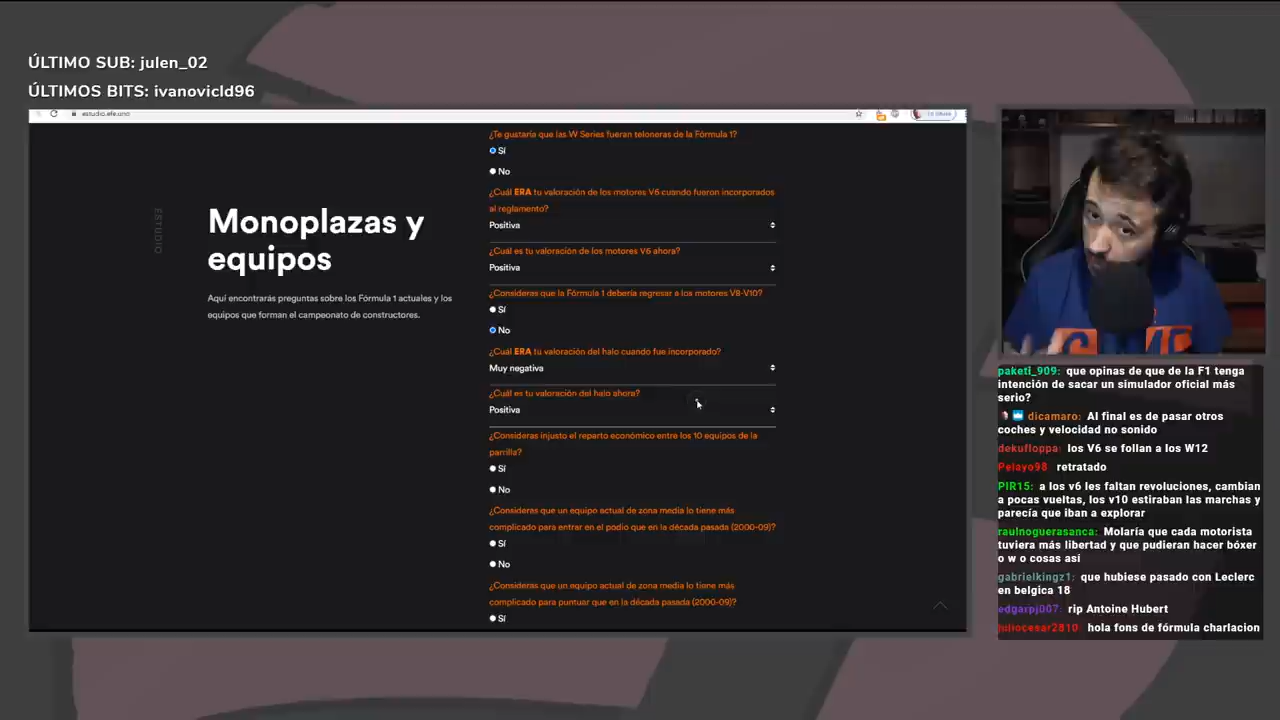 ÚLTIMO SUB: julen_02
ÚLTIMOS BITS: ivanovicld96
estudio.efe.uno
ESTUDIO
Monoplazas y
equipos
Aquí encontrarás preguntas sobre los Fórmula 1 actuales y los
equipos que forman el campeonato de constructores.
¿Te gustaría que las W Series fueran teloneras de la Fórmula 1?
Sí
No
¿Cuál ERA tu valoración de los motores V6 cuando fueron incorporados
al reglamento?
Positiva
¿Cuál es tu valoración de los motores V6 ahora?
Positiva
¿Consideras que la Fórmula 1 debería regresar a los motores V8-V10?
Sí
No
¿Cuál ERA tu valoración del halo cuando fue incorporado?
Muy negativa
¿Cuál es tu valoración del halo ahora?
Positiva
¿Consideras injusto el reparto económico entre los 10 equipos de la
parrilla?
Sí
No
¿Consideras que un equipo actual de zona media lo tiene más
complicado para entrar en el podio que en la década pasada (2000-09)?
Sí
No
¿Consideras que un equipo actual de zona media lo tiene más
complicado para puntuar que en la década pasada (2000-09)?
Sí
paketi_909: que opinas de que de la F1 tenga
intención de sacar un simulador oficial más
serio?
dicamaro: Al final es de pasar otros
coches y velocidad no sonido
dekufloppa: los V6 se follan a los W12
Pelayo98 retratado
PIR15: a los v6 les faltan revoluciones, cambian
a pocas vueltas, los v10 estiraban las marchas y
parecía que iban a explorar
raulnoguerasanca: Molaría que cada motorista
tuviera más libertad y que pudieran hacer bóxer
o w o cosas así
gabrielkingz1: que hubiese pasado con Leclerc
en belgica 18
edgarpj007: rip Antoine Hubert
juliocesar2810: hola fons de fórmula charlacion